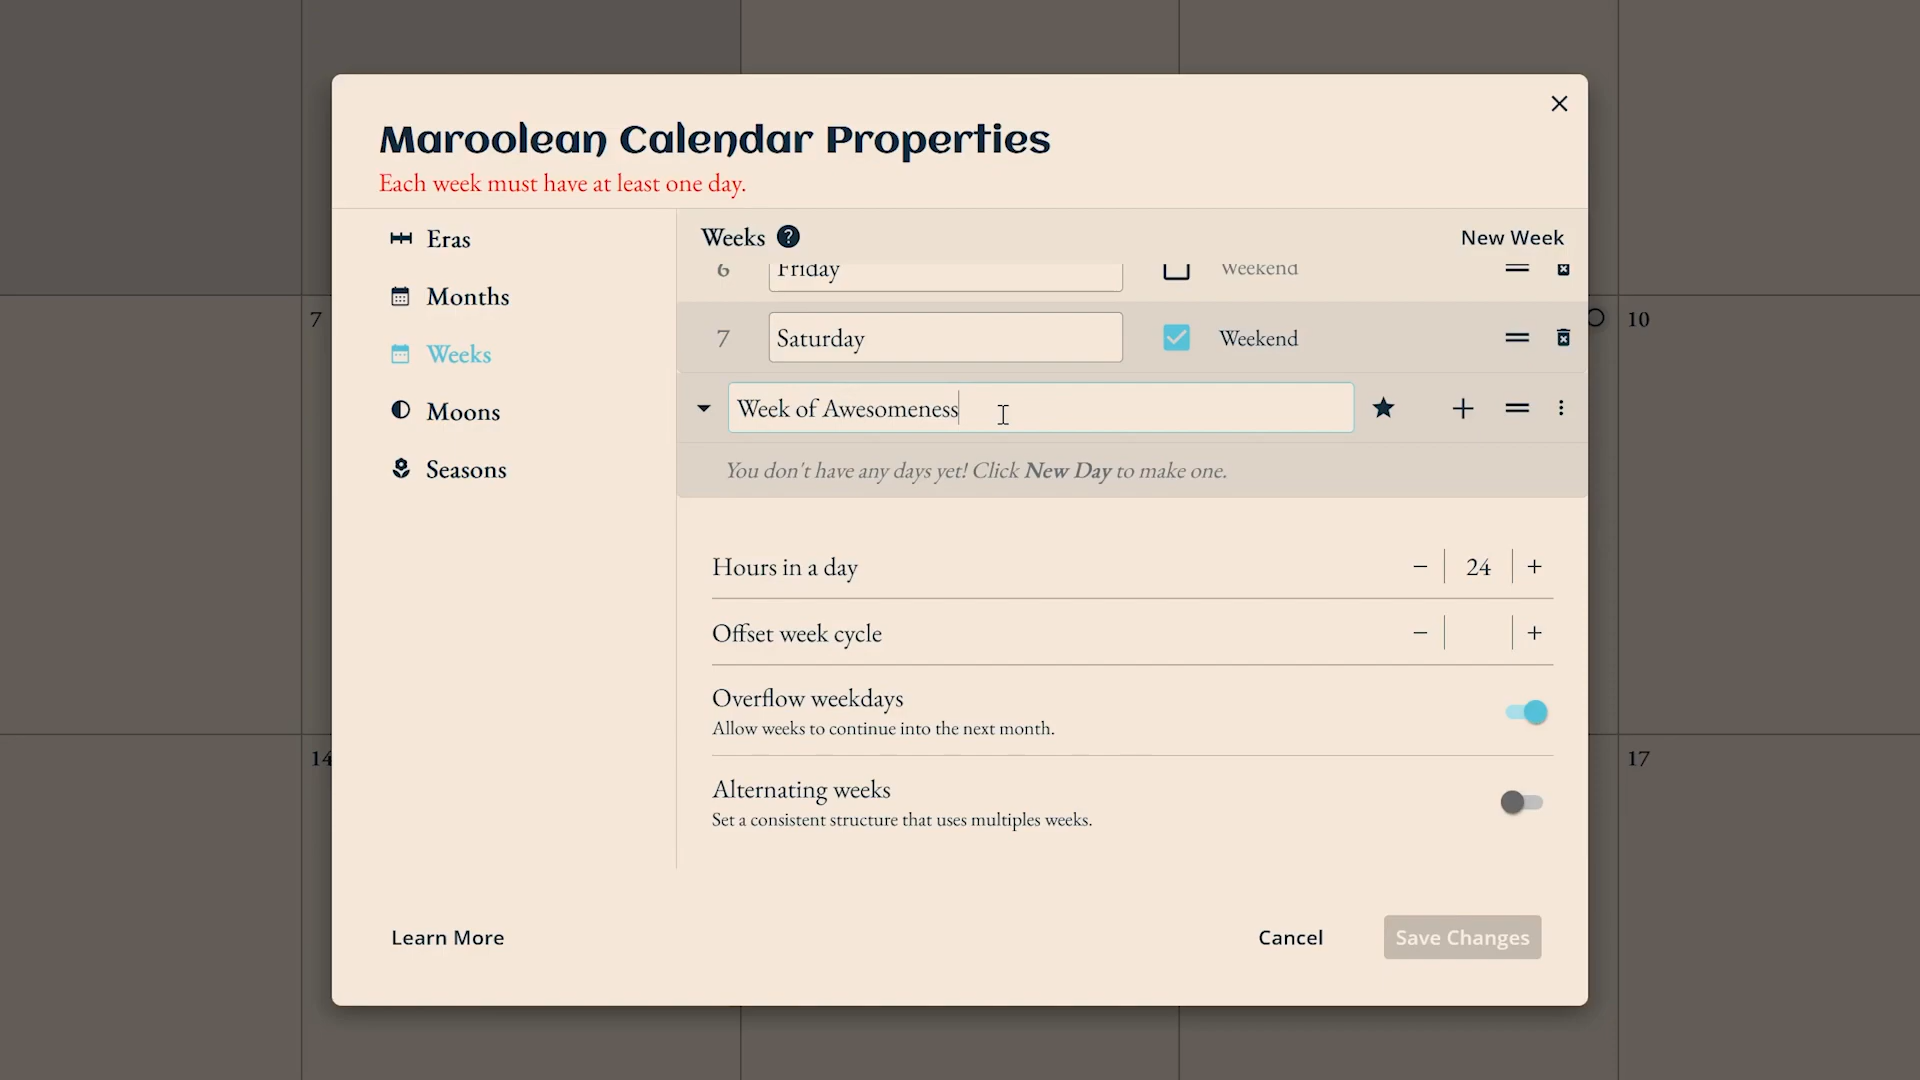 Maroolean Calendar Properties
Each week must have at least one day.
Eras
Months
Weeks
Moons
Seasons
Weeks ?
New Week
6 Friday Weekend
7 Saturday Weekend
Week of Awesomeness
You don't have any days yet! Click New Day to make one.
Hours in a day
24
Offset week cycle
Overflow weekdays
Allow weeks to continue into the next month.
Alternating weeks
Set a consistent structure that uses multiples weeks.
Learn More
Cancel
Save Changes
7
10
14
17